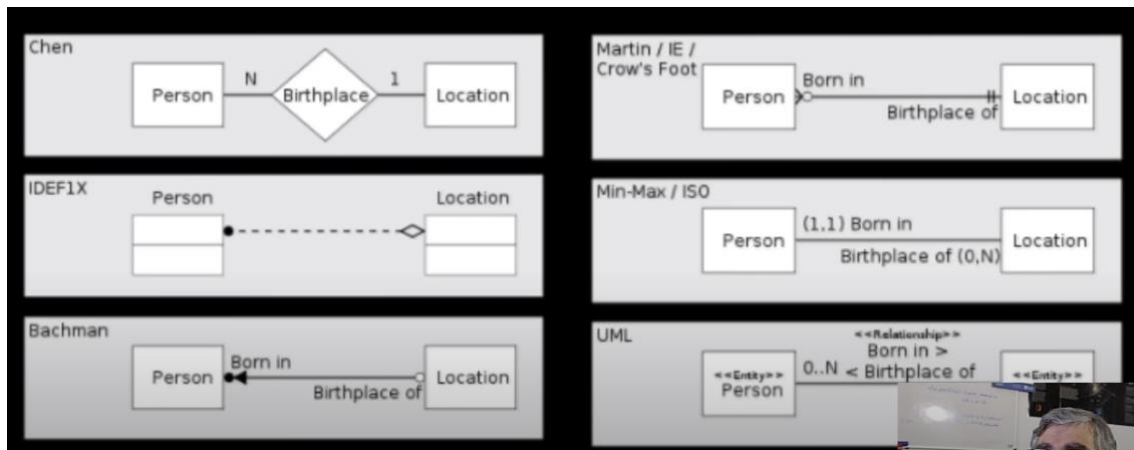 Chen
Person
N
Birthplace
1
Location
IDEF1X
Person
Location
Bachman
Person
Born in
Birthplace of
Location
Martin / IE /
Crow's Foot
Person
Born in
Birthplace of
Location
Min-Max / ISO
Person
(1,1) Born in
Birthplace of (0,N)
Location
UML
<<Relationship>>
Born in >
0..N < Birthplace of
<<Entity>>
Person
<<Entity>>